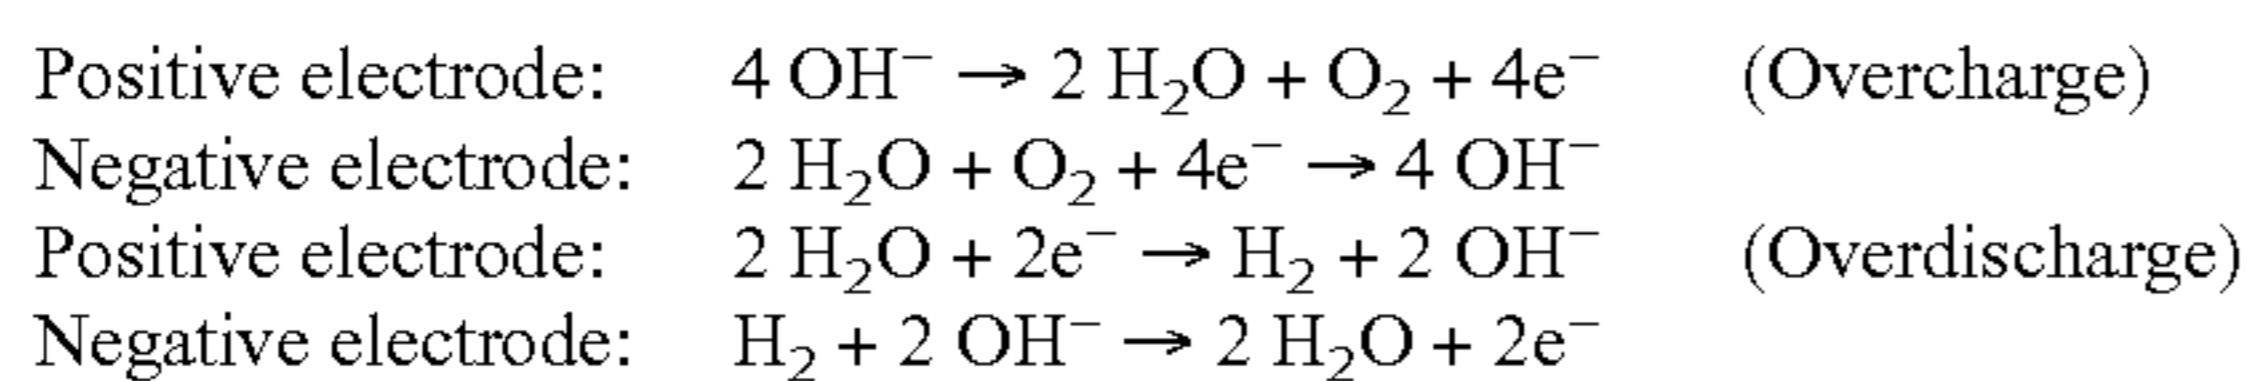 Positive electrode: 4 OH⁻ → 2 H₂O + O₂ + 4e⁻ (Overcharge)
Negative electrode: 2 H₂O + O₂ + 4e⁻ → 4 OH⁻
Positive electrode: 2 H₂O + 2e⁻ → H₂ + 2 OH⁻ (Overdischarge)
Negative electrode: H₂ + 2 OH⁻ → 2 H₂O + 2e⁻